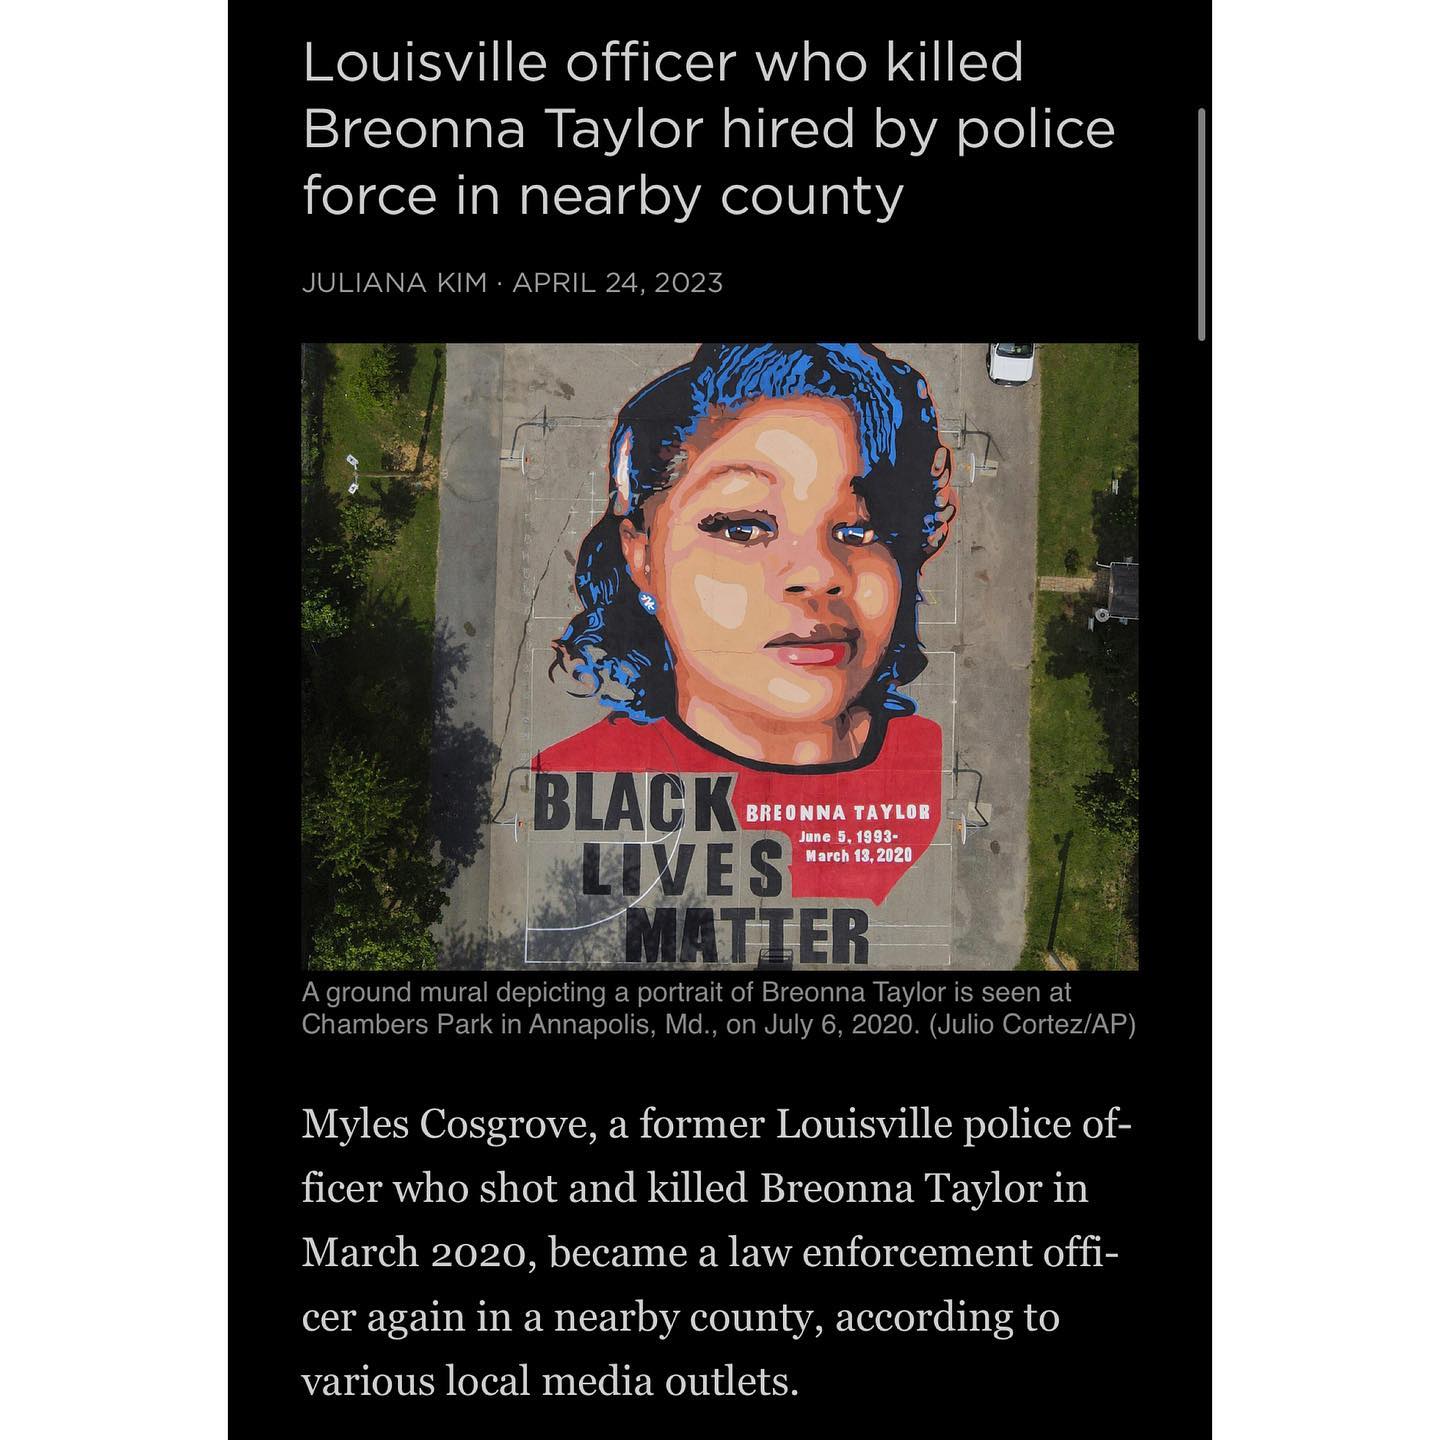 Louisville officer who killed
Breonna Taylor hired by police
force in nearby county
JULIANA KIM · APRIL 24, 2023
BLACK
LIVES
MATTER
BREONNA TAYLOR
June 5, 1993-
March 13, 2020
A ground mural depicting a portrait of Breonna Taylor is seen at
Chambers Park in Annapolis, Md., on July 6, 2020. (Julio Cortez/AP)
Myles Cosgrove, a former Louisville police of-
ficer who shot and killed Breonna Taylor in
March 2020, became a law enforcement offi-
cer again in a nearby county, according to
various local media outlets.